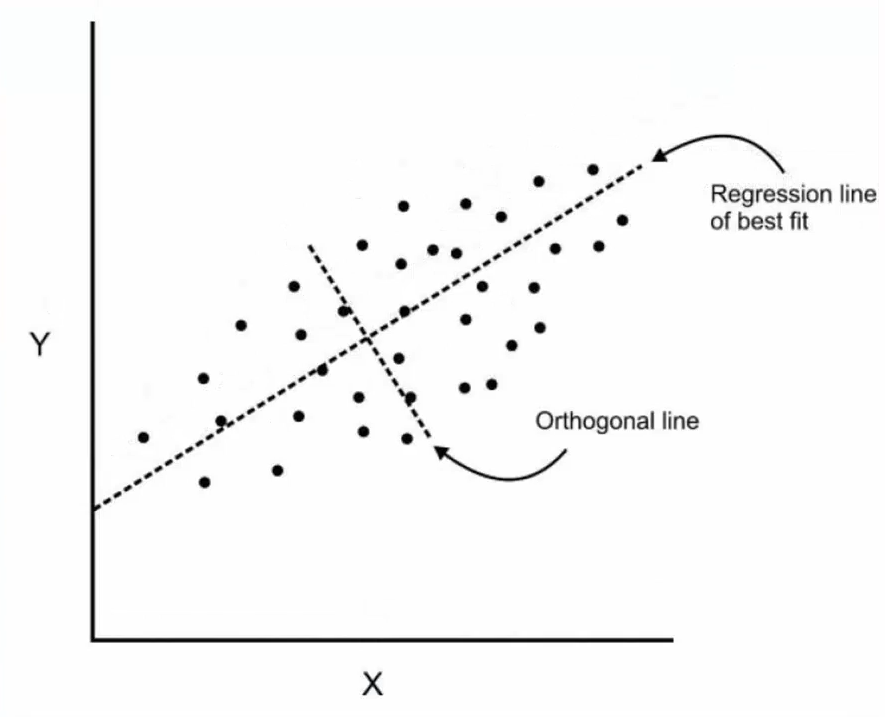 Regression line
of best fit
Y
Orthogonal line
X